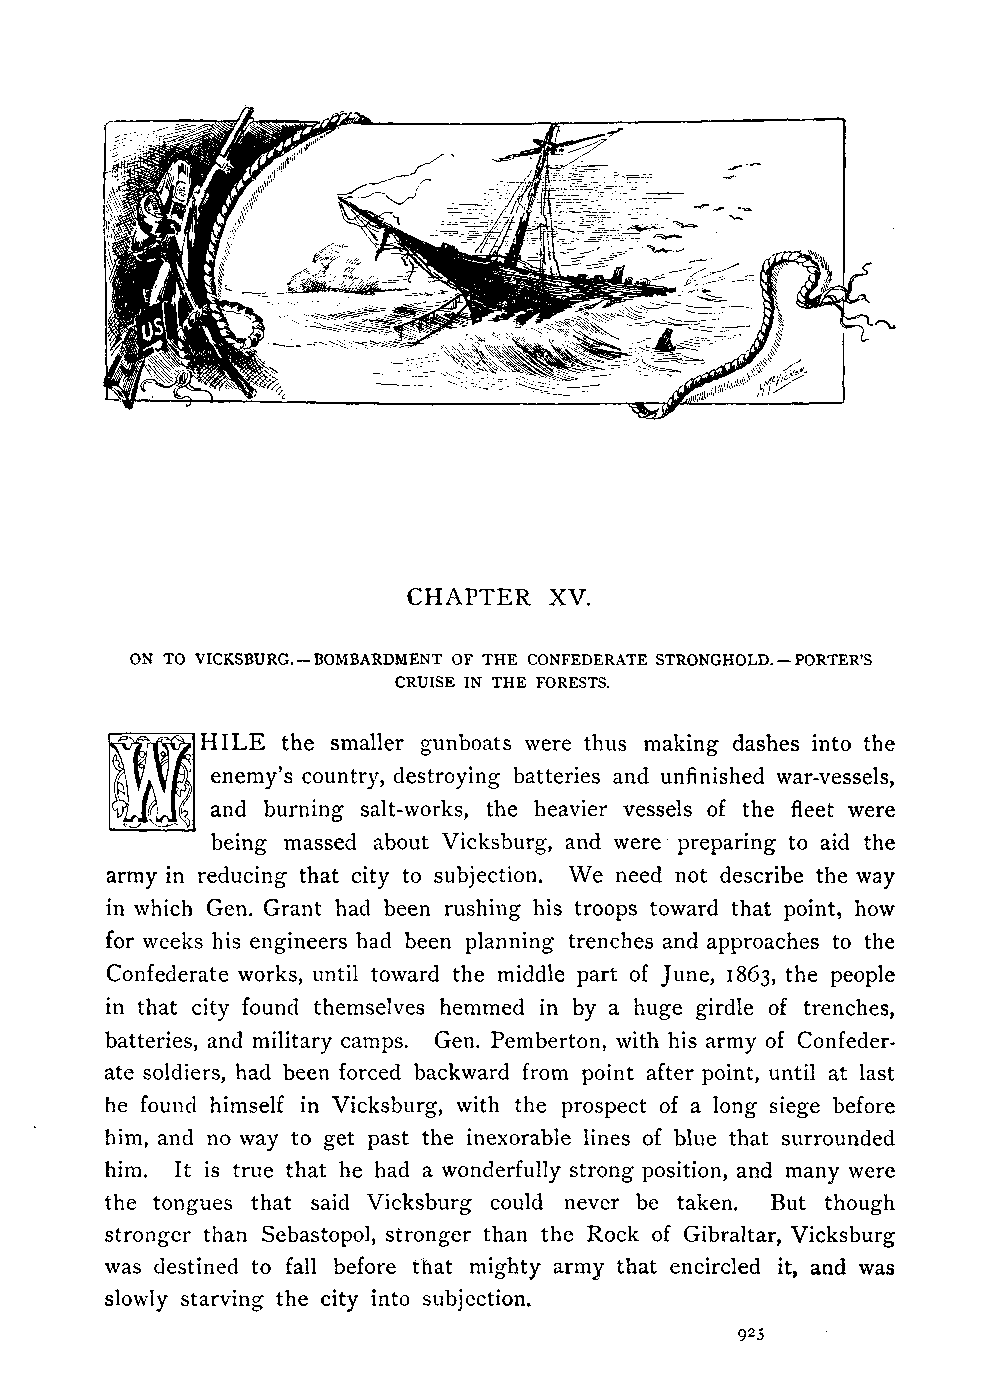 US
CHAPTER XV.
ON TO VICKSBURG.—BOMBARDMENT OF THE CONFEDERATE STRONGHOLD.—PORTER'S
CRUISE IN THE FORESTS.
WHILE the smaller gunboats were thus making dashes into the
enemy's country, destroying batteries and unfinished war-vessels,
and burning salt-works, the heavier vessels of the fleet were
being massed about Vicksburg, and were preparing to aid the
army in reducing that city to subjection. We need not describe the way
in which Gen. Grant had been rushing his troops toward that point, how
for weeks his engineers had been planning trenches and approaches to the
Confederate works, until toward the middle part of June, 1863, the people
in that city found themselves hemmed in by a huge girdle of trenches,
batteries, and military camps. Gen. Pemberton, with his army of Confeder-
ate soldiers, had been forced backward from point after point, until at last
he found himself in Vicksburg, with the prospect of a long siege before
him, and no way to get past the inexorable lines of blue that surrounded
him. It is true that he had a wonderfully strong position, and many were
the tongues that said Vicksburg could never be taken. But though
stronger than Sebastopol, stronger than the Rock of Gibraltar, Vicksburg
was destined to fall before that mighty army that encircled it, and was
slowly starving the city into subjection.
923